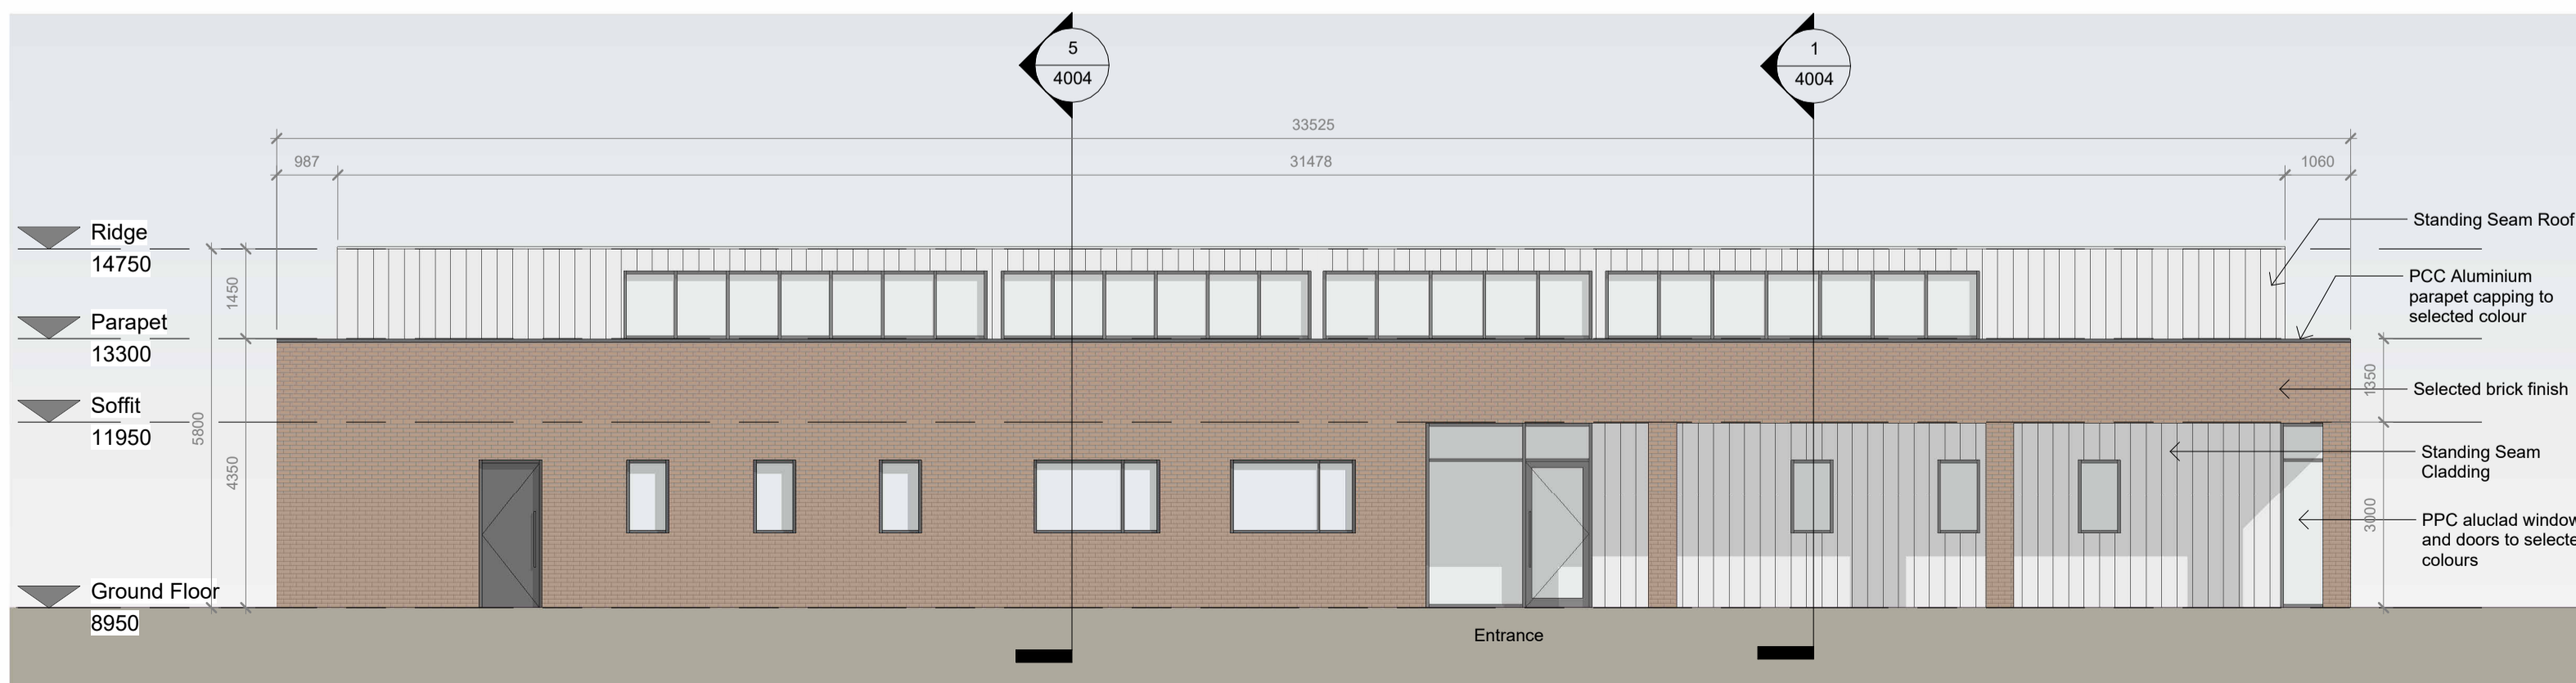 5
4004
1
4004
33525
987
31478
1060
Ridge
14750
Parapet
13300
Soffit
11950
Ground Floor
8950
1450
5800
4350
1350
3000
Standing Seam Roof
PCC Aluminium
parapet capping to
selected colour
Selected brick finish
Standing Seam
Cladding
PPC aluclad window
and doors to selecte
colours
Entrance